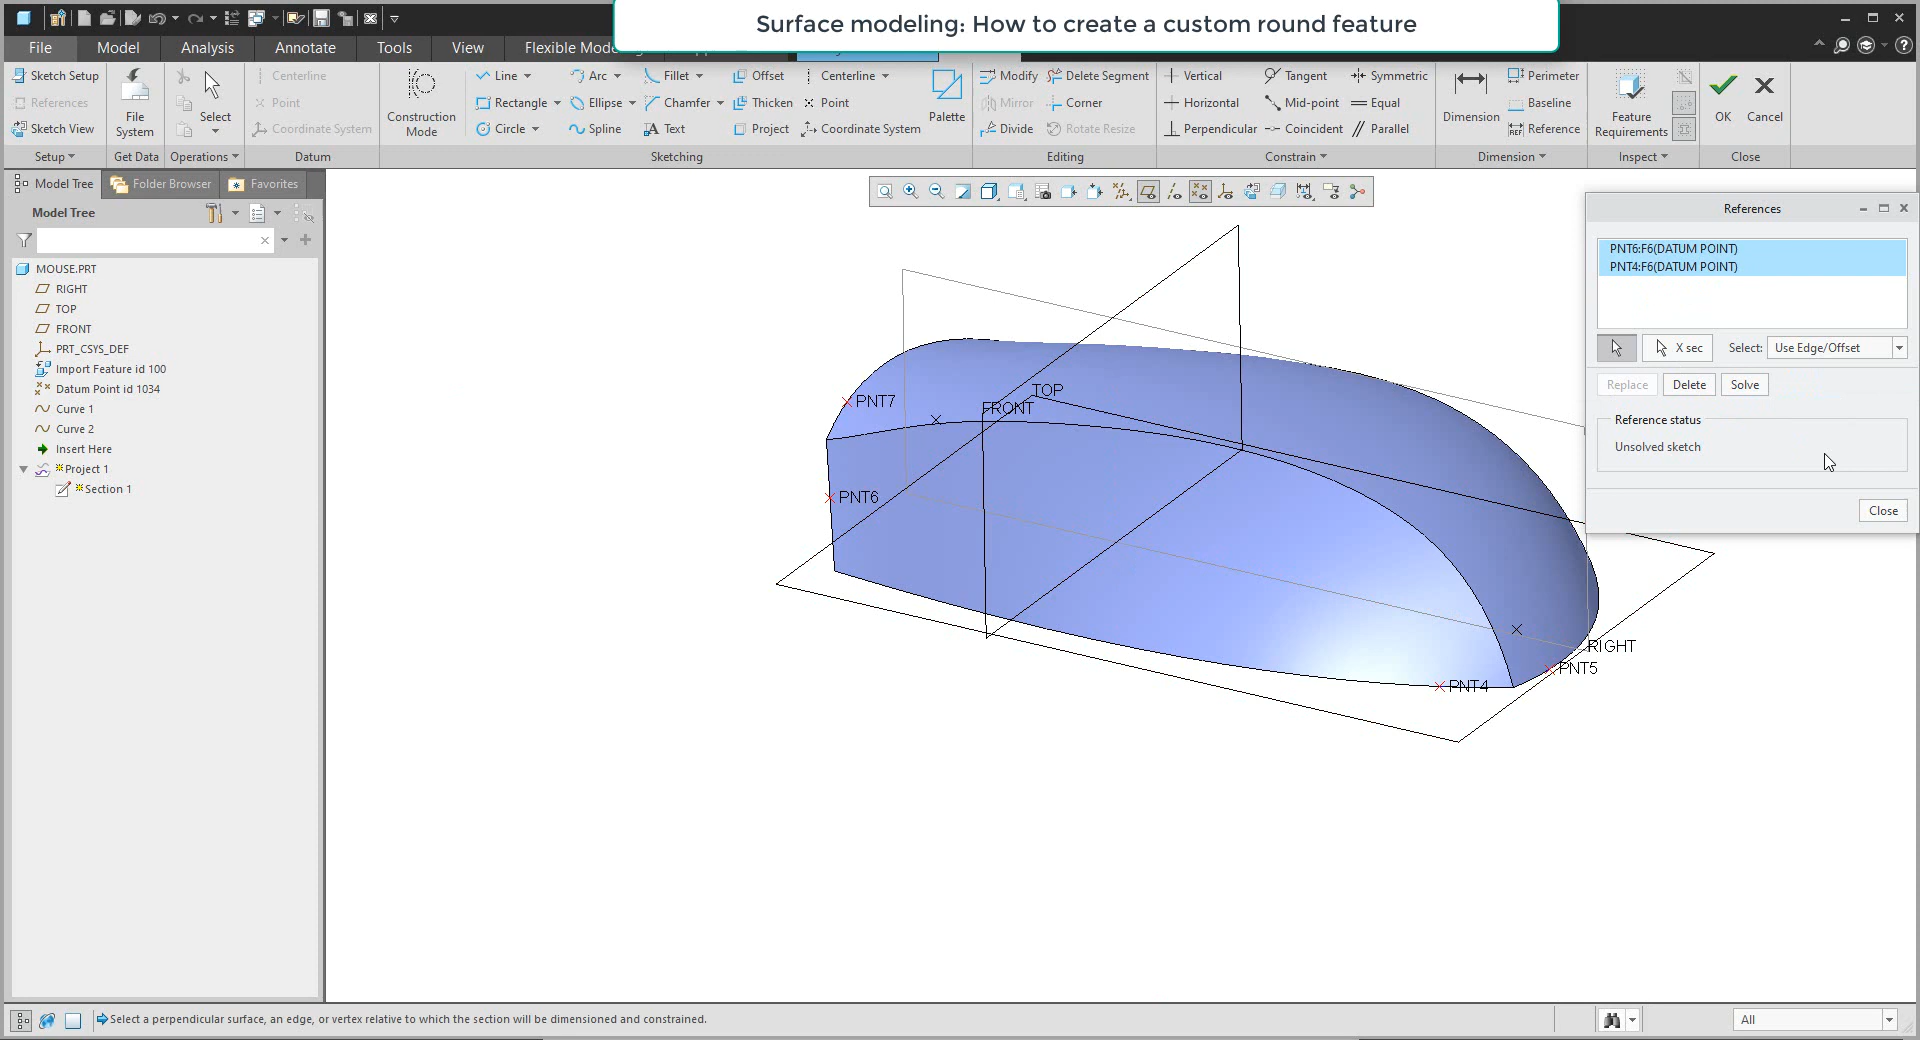 Surface modeling: How to create a custom round feature
File Model Analysis Annotate Tools View
Sketch Setup
References
Sketch View
Setup
File System
Get Data
Select
Operations
Centerline
Point
Coordinate System
Datum
Construction Mode
Line Arc Fillet Offset Centerline
Rectangle Ellipse Chamfer Thicken Point
Circle Spline Text Project Coordinate System
Palette
Sketching
Modify Delete Segment
Mirror Corner
Divide Rotate Resize
Editing
Vertical Tangent Symmetric
Horizontal Mid-point Equal
Perpendicular Coincident Parallel
Constrain
Dimension
Perimeter
Baseline
Reference
Dimension
Feature Requirements
Inspect
OK Cancel
Close
Model Tree Folder Browser Favorites
Model Tree
MOUSE.PRT
RIGHT
TOP
FRONT
PRT_CSYS_DEF
Import Feature id 100
Datum Point id 1034
Curve 1
Curve 2
Insert Here
Project 1
Section 1
TOP
FRONT
PNT7
PNT6
RIGHT
PNT5
PNT4
References
PNT6:F6(DATUM POINT)
PNT4:F6(DATUM POINT)
X sec Select: Use Edge/Offset
Replace Delete Solve
Reference status
Unsolved sketch
Close
Select a perpendicular surface, an edge, or vertex relative to which the section will be dimensioned and constrained.
All